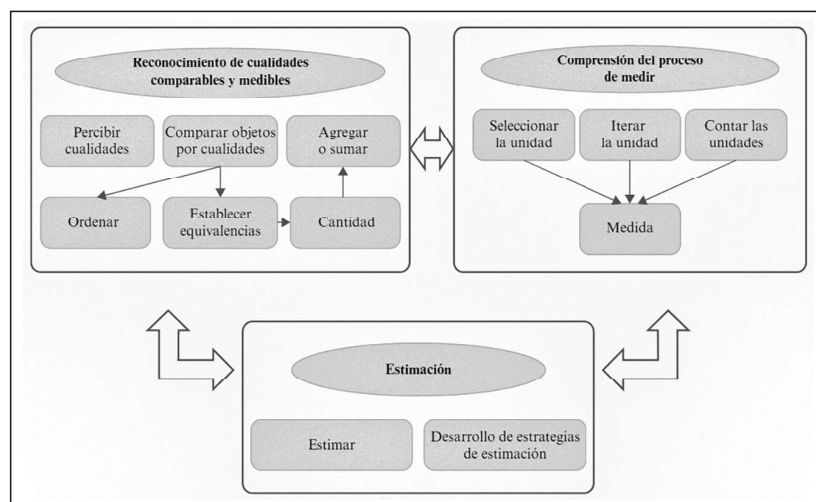 Reconocimiento de cualidades
comparables y medibles
Percibir
cualidades
Comparar objetos
por cualidades
Agregar
o sumar
Ordenar
Establecer
equivalencias
Cantidad
Comprensión del proceso
de medir
Seleccionar
la unidad
Iterar
la unidad
Contar las
unidades
Medida
Estimación
Estimar
Desarrollo de estrategias
de estimación